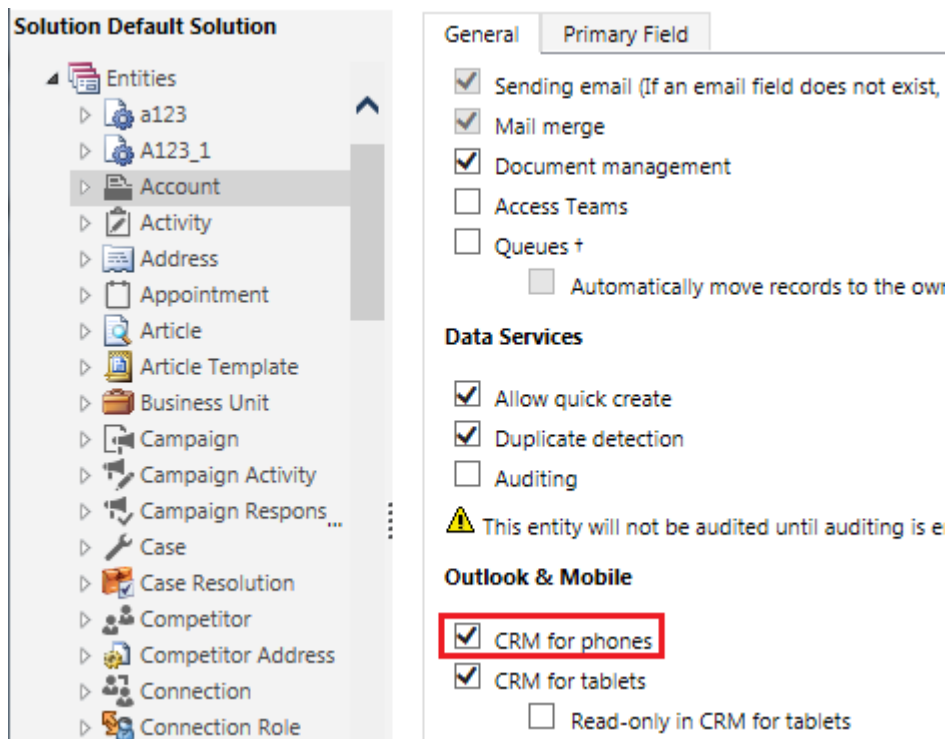 Solution Default Solution
Entities
a123
A123_1
Account
Activity
Address
Appointment
Article
Article Template
Business Unit
Campaign
Campaign Activity
Campaign Respons...
Case
Case Resolution
Competitor
Competitor Address
Connection
Connection Role
General
Primary Field
Sending email (If an email field does not exist,
Mail merge
Document management
Access Teams
Queues †
Automatically move records to the
Data Services
Allow quick create
Duplicate detection
Auditing
This entity will not be audited until auditing is
Outlook & Mobile
CRM for phones
CRM for tablets
Read-only in CRM for tablets